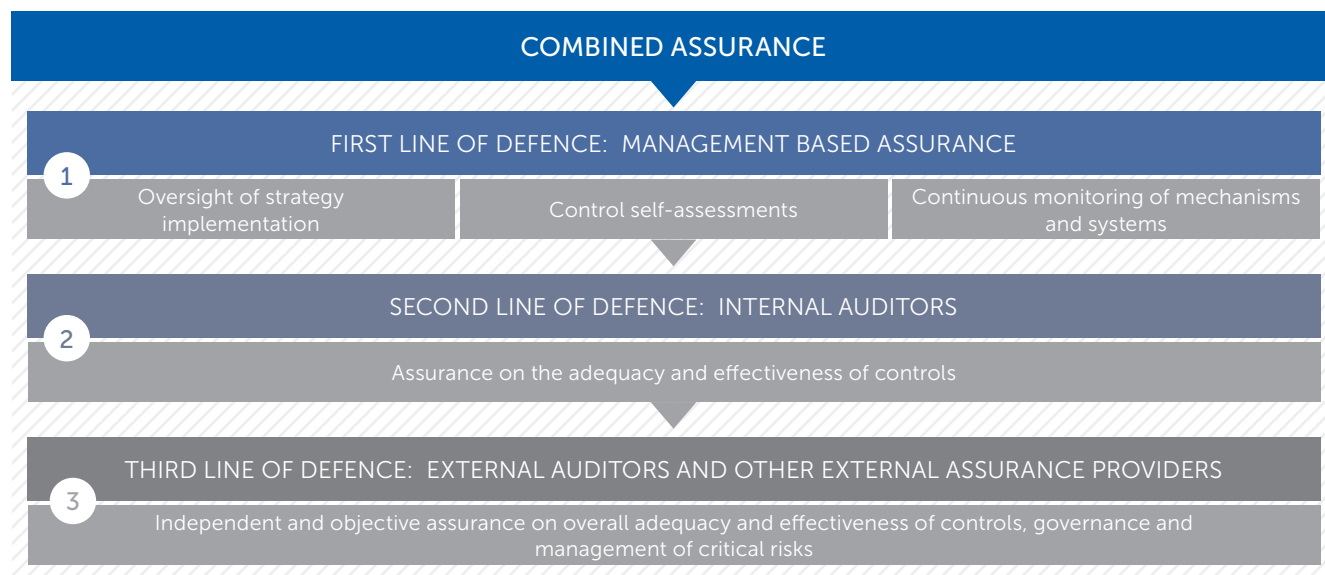 COMBINED ASSURANCE
FIRST LINE OF DEFENCE: MANAGEMENT BASED ASSURANCE
1
Oversight of strategy
implementation
Control self-assessments
Continuous monitoring of mechanisms
and systems
SECOND LINE OF DEFENCE: INTERNAL AUDITORS
2
Assurance on the adequacy and effectiveness of controls
THIRD LINE OF DEFENCE: EXTERNAL AUDITORS AND OTHER EXTERNAL ASSURANCE PROVIDERS
3
Independent and objective assurance on overall adequacy and effectiveness of controls, governance and
management of critical risks